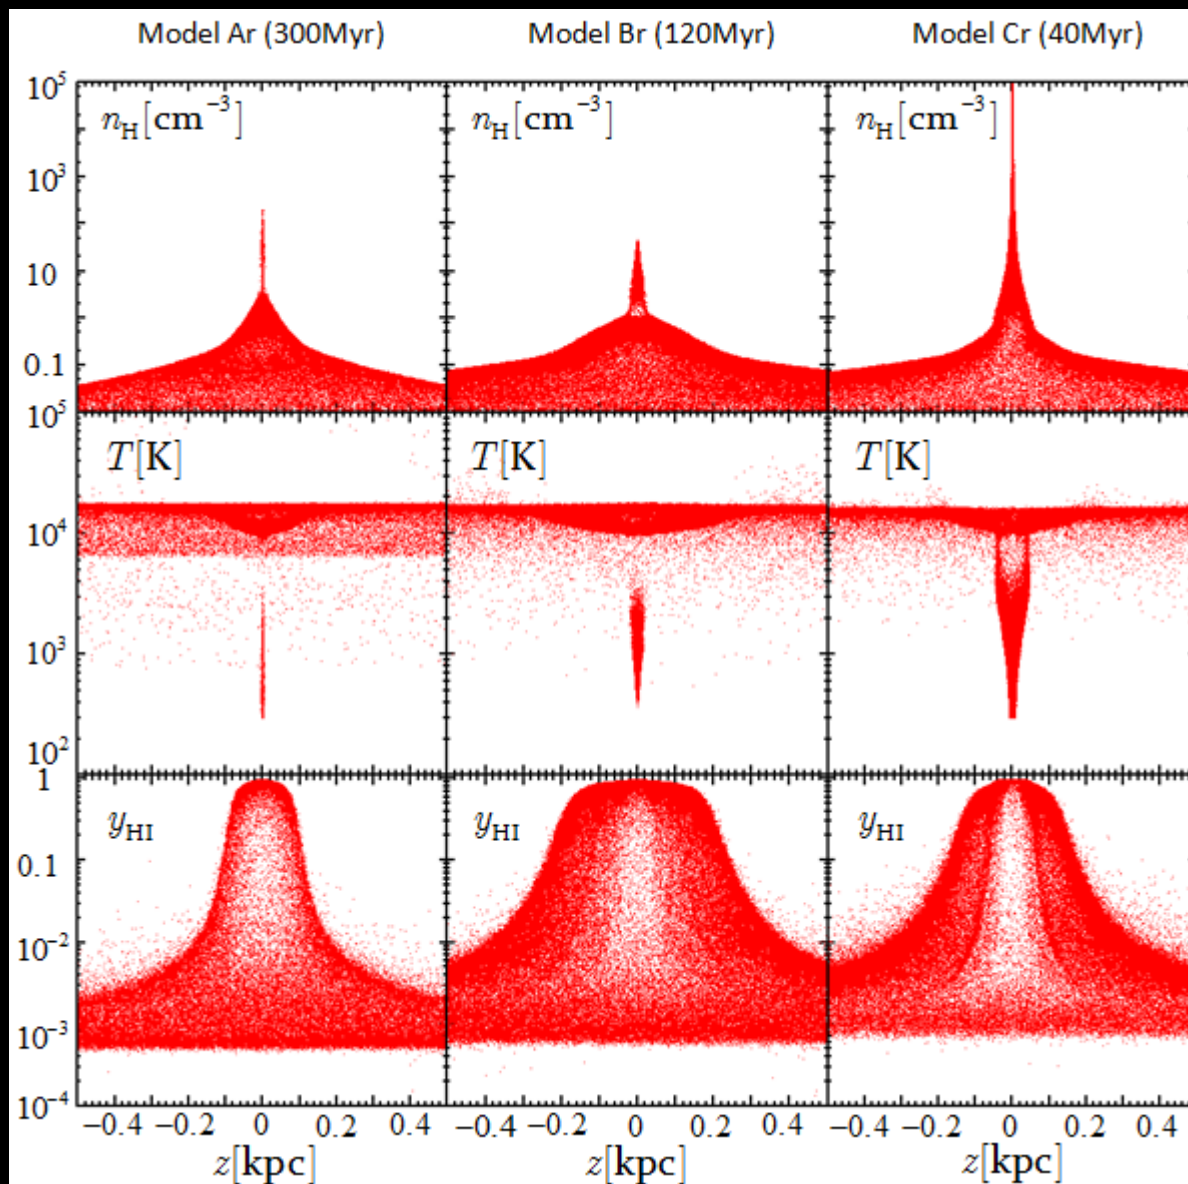 Model Ar (300Myr) Model Br (120Myr) Model Cr (40Myr)
10^5 n_H[cm^−3] n_H[cm^−3] n_H[cm^−3]
10^3
10
0.1
10^5
T[K] T[K] T[K]
10^4
10^3
10^2
1
y_HI y_HI y_HI
0.1
10^−2
10^−3
10^−4
−0.4 −0.2 0 0.2 0.4 −0.4 −0.2 0 0.2 0.4 −0.4 −0.2 0 0.2 0.4
z[kpc] z[kpc] z[kpc]